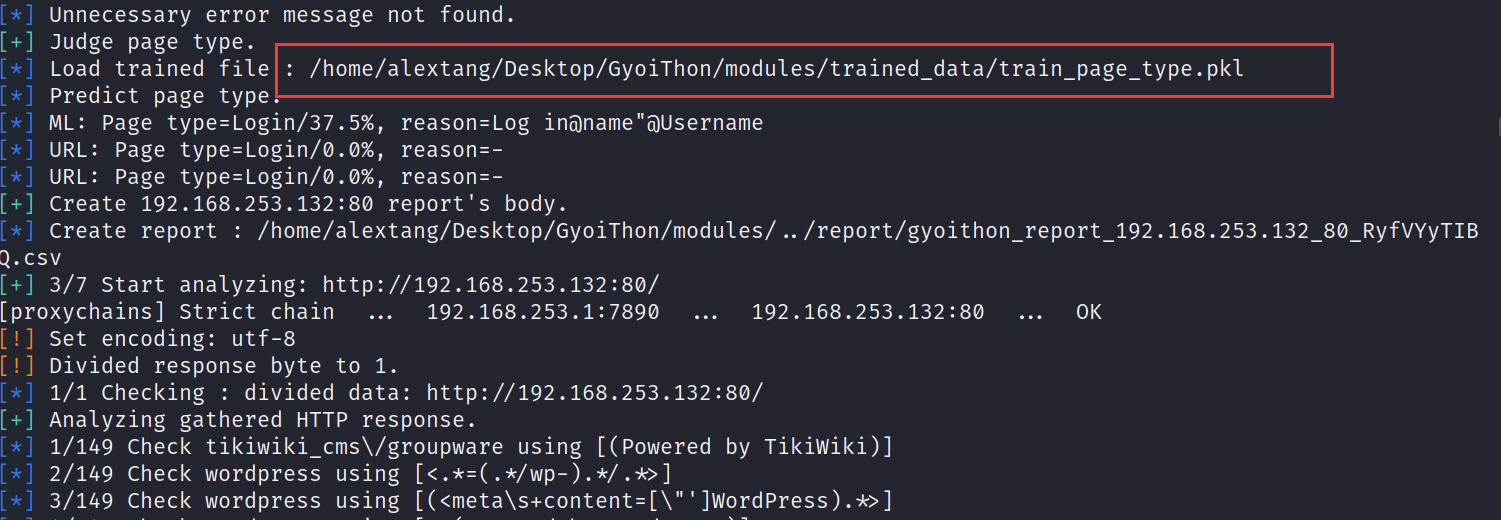 [*] Unnecessary error message not found.
[+] Judge page type.
[*] Load trained file : /home/alextang/Desktop/GyoiThon/modules/trained_data/train_page_type.pkl
[*] Predict page type.
[*] ML: Page type=Login/37.5%, reason=Log in@name"@Username
[*] URL: Page type=Login/0.0%, reason=-
[*] URL: Page type=Login/0.0%, reason=-
[+] Create 192.168.253.132:80 report's body.
[*] Create report : /home/alextang/Desktop/GyoiThon/modules/../report/gyoithon_report_192.168.253.132_80_RyfVYyTIB
Q.csv
[+] 3/7 Start analyzing: http://192.168.253.132:80/
[proxychains] Strict chain  ...  192.168.253.1:7890  ...  192.168.253.132:80  ...  OK
[!] Set encoding: utf-8
[!] Divided response byte to 1.
[*] 1/1 Checking : divided data: http://192.168.253.132:80/
[+] Analyzing gathered HTTP response.
[*] 1/149 Check tikiwiki_cms\/groupware using [(Powered by TikiWiki)]
[*] 2/149 Check wordpress using [<.*=(.*/wp-).*/.*>]
[*] 3/149 Check wordpress using [(<meta\s+content=[\"']WordPress).*>]